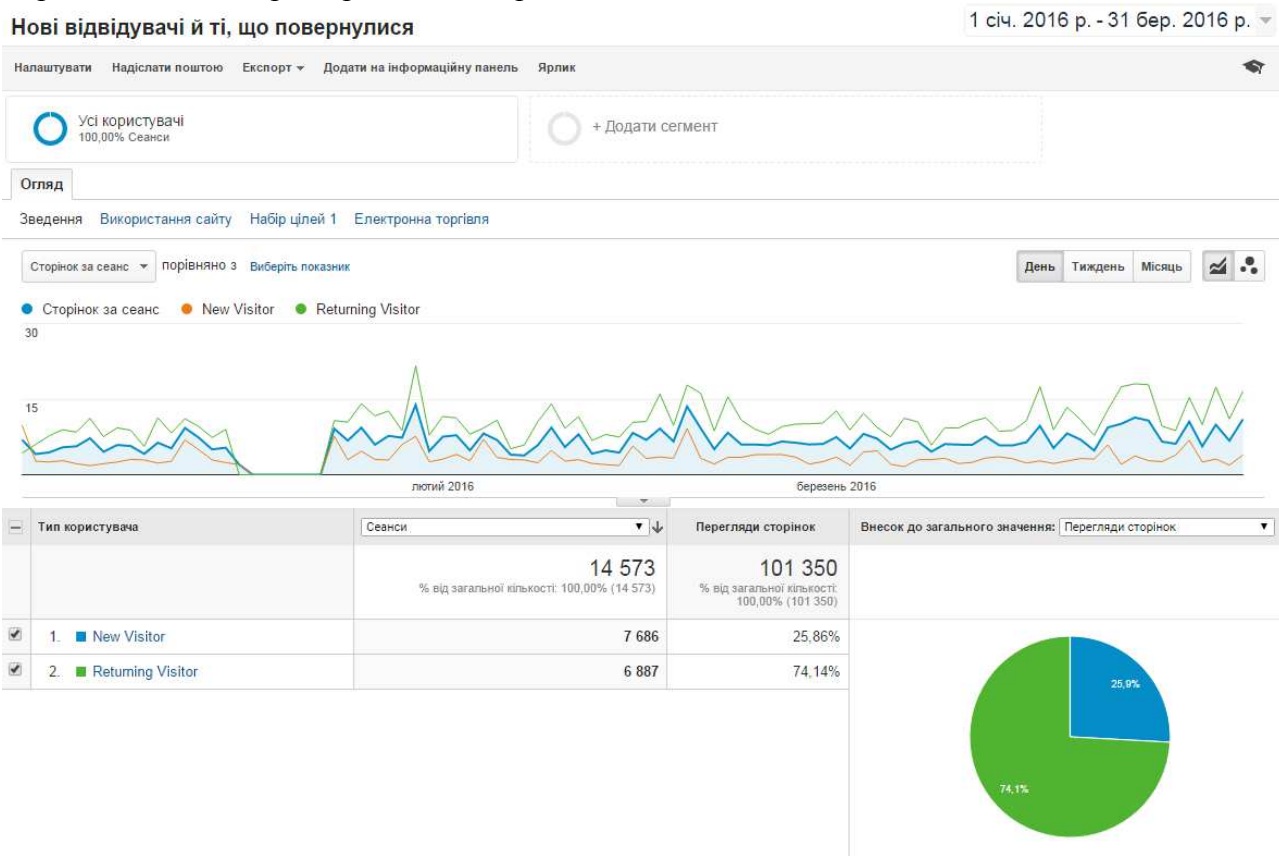 Нові відвідувачі й ті, що повернулися
1 січ. 2016 р. - 31 бер. 2016 р.
Налаштувати Надіслати поштою Експорт Додати на інформаційну панель Ярлик
Усі користувачі
100,00% Сеанси
+ Додати сегмент
Огляд
Зведення Використання сайту Набір цілей 1 Електронна торгівля
Сторінок за сеанс порівняно з Виберіть показник
День Тиждень Місяць
Сторінок за сеанс New Visitor Returning Visitor
30
15
лютий 2016 березень 2016
Тип користувача Сеанси Перегляди сторінок Внесок до загального значення: Перегляди сторінок
14 573 101 350
% від загальної кількості: 100,00% (14 573) % від загальної кількості:
100,00% (101 350)
1. New Visitor 7 686 25,86%
2. Returning Visitor 6 887 74,14%
25,9%
74,1%